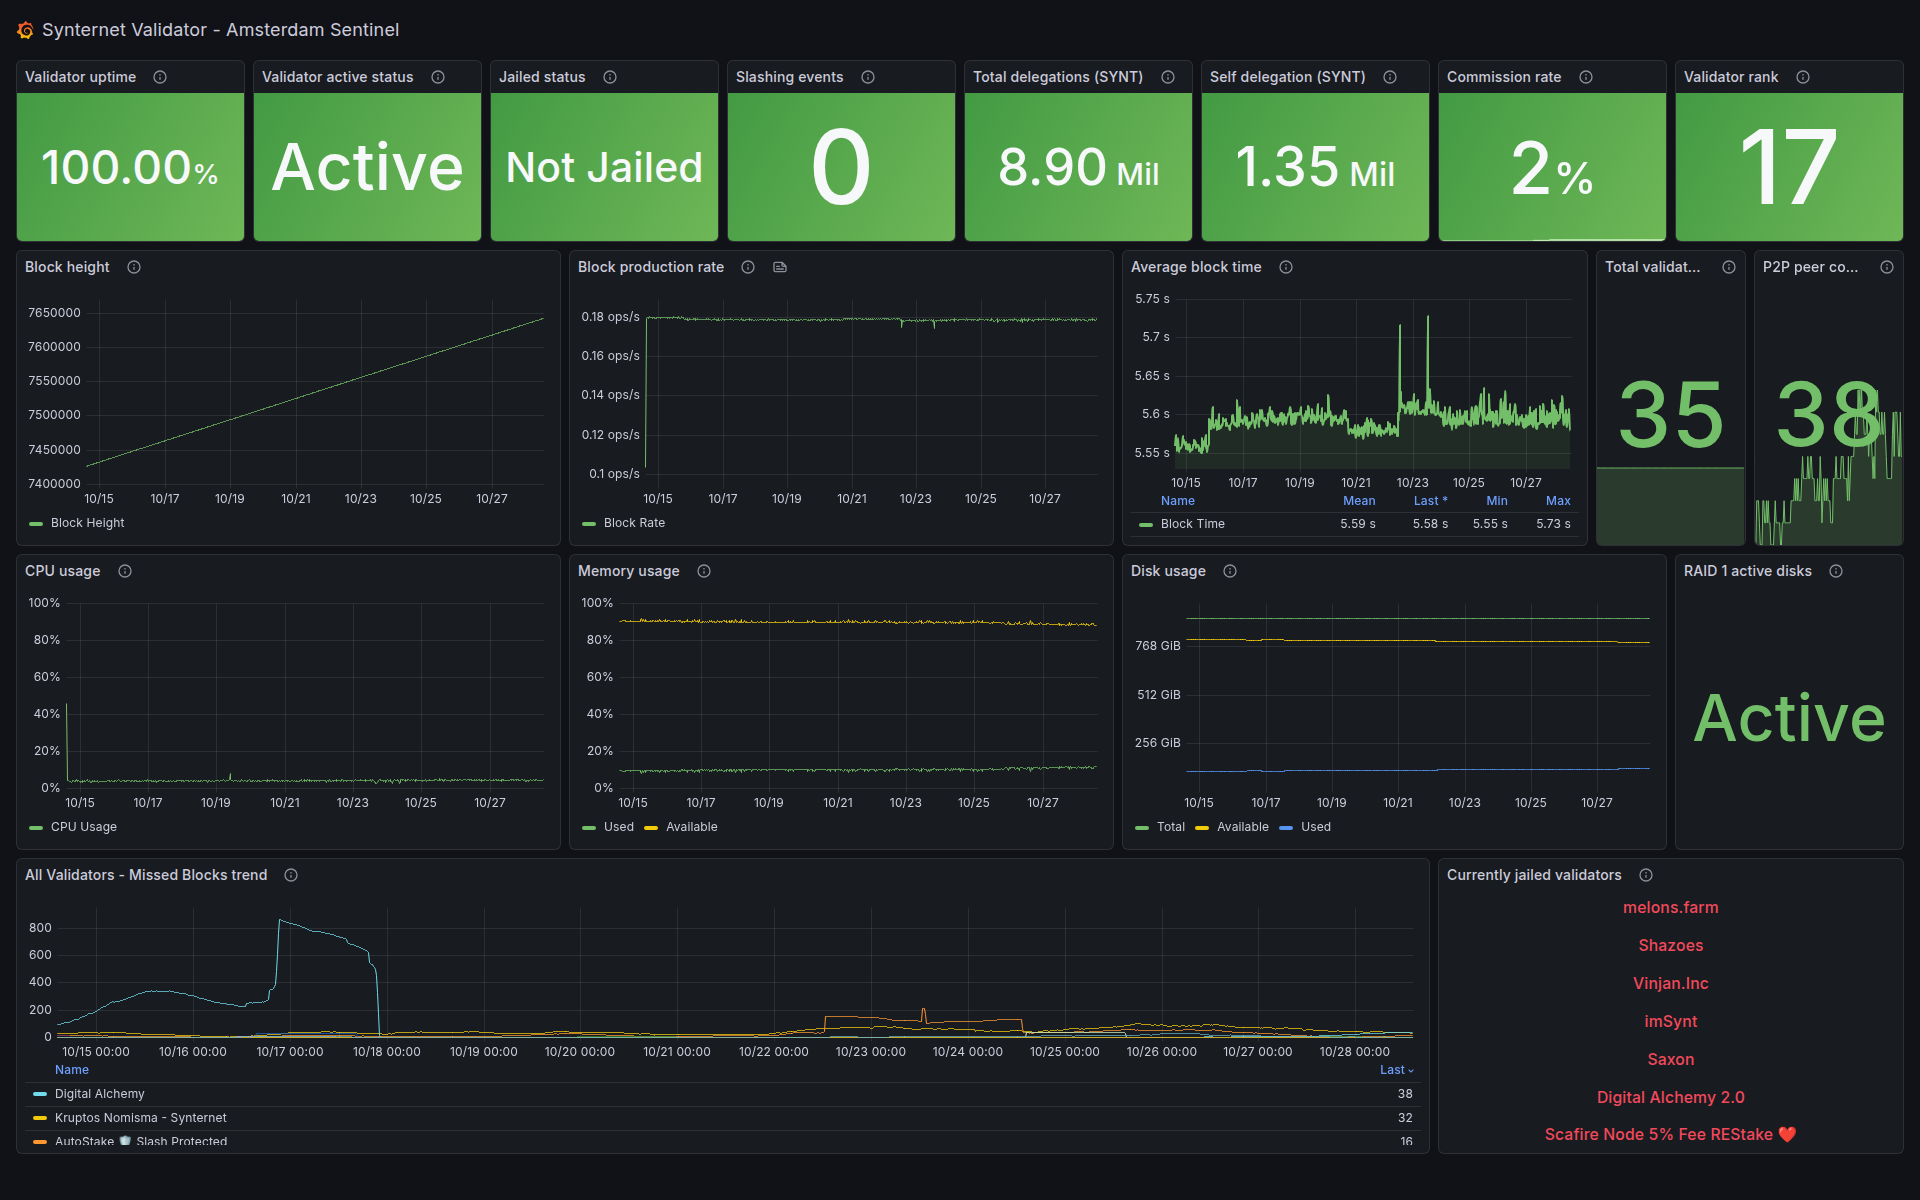 Synternet Validator - Amsterdam Sentinel
Validator uptime
100.00%
Validator active status
Active
Jailed status
Not Jailed
Slashing events
0
Total delegations (SYNT)
8.90 Mil
Self delegation (SYNT)
1.35 Mil
Commission rate
2%
Validator rank
17
Block height
7650000
7600000
7550000
7500000
7450000
7400000
10/15 10/17 10/19 10/21 10/23 10/25 10/27
Block Height
Block production rate
0.18 ops/s
0.16 ops/s
0.14 ops/s
0.12 ops/s
0.1 ops/s
10/15 10/17 10/19 10/21 10/23 10/25 10/27
Block Rate
Average block time
5.75 s
5.7 s
5.65 s
5.6 s
5.55 s
10/15 10/17 10/19 10/21 10/23 10/25 10/27
Name Mean Last * Min Max
Block Time 5.59 s 5.58 s 5.55 s 5.73 s
Total validat...
35
P2P peer co...
38
CPU usage
100%
80%
60%
40%
20%
0%
10/15 10/17 10/19 10/21 10/23 10/25 10/27
CPU Usage
Memory usage
100%
80%
60%
40%
20%
0%
10/15 10/17 10/19 10/21 10/23 10/25 10/27
Used Available
Disk usage
768 GiB
512 GiB
256 GiB
10/15 10/17 10/19 10/21 10/23 10/25 10/27
Total Available Used
RAID 1 active disks
Active
All Validators - Missed Blocks trend
800
600
400
200
0
10/15 00:00 10/16 00:00 10/17 00:00 10/18 00:00 10/19 00:00 10/20 00:00 10/21 00:00 10/22 00:00 10/23 00:00 10/24 00:00 10/25 00:00 10/26 00:00 10/27 00:00 10/28 00:00
Name Last
Digital Alchemy 38
Kruptos Nomisma - Synternet 32
AutoStake 🛡️ Slash Protected 16
Currently jailed validators
melons.farm
Shazoes
Vinjan.Inc
imSynt
Saxon
Digital Alchemy 2.0
Scafire Node 5% Fee REStake ❤️